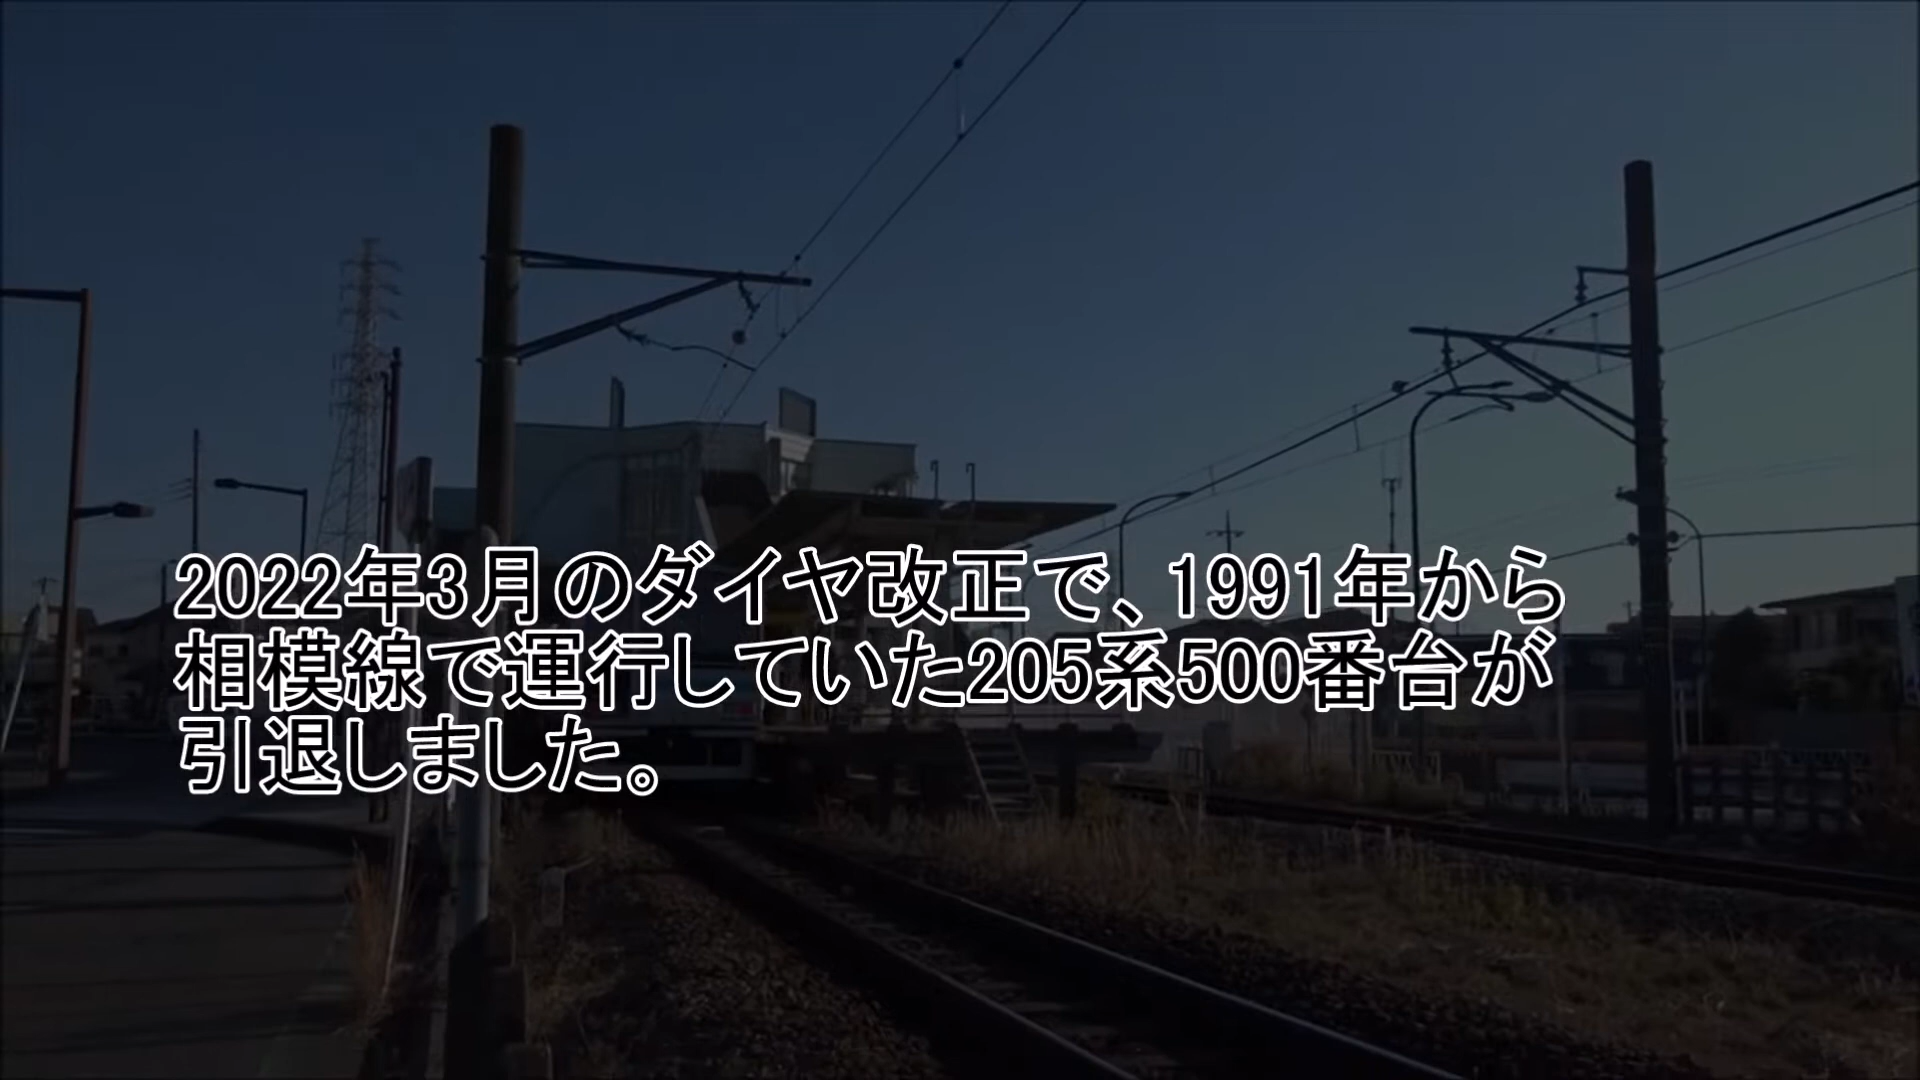 2022年3月のダイヤ改正で、1991年から
相模線で運行していた205系500番台が
引退しました。